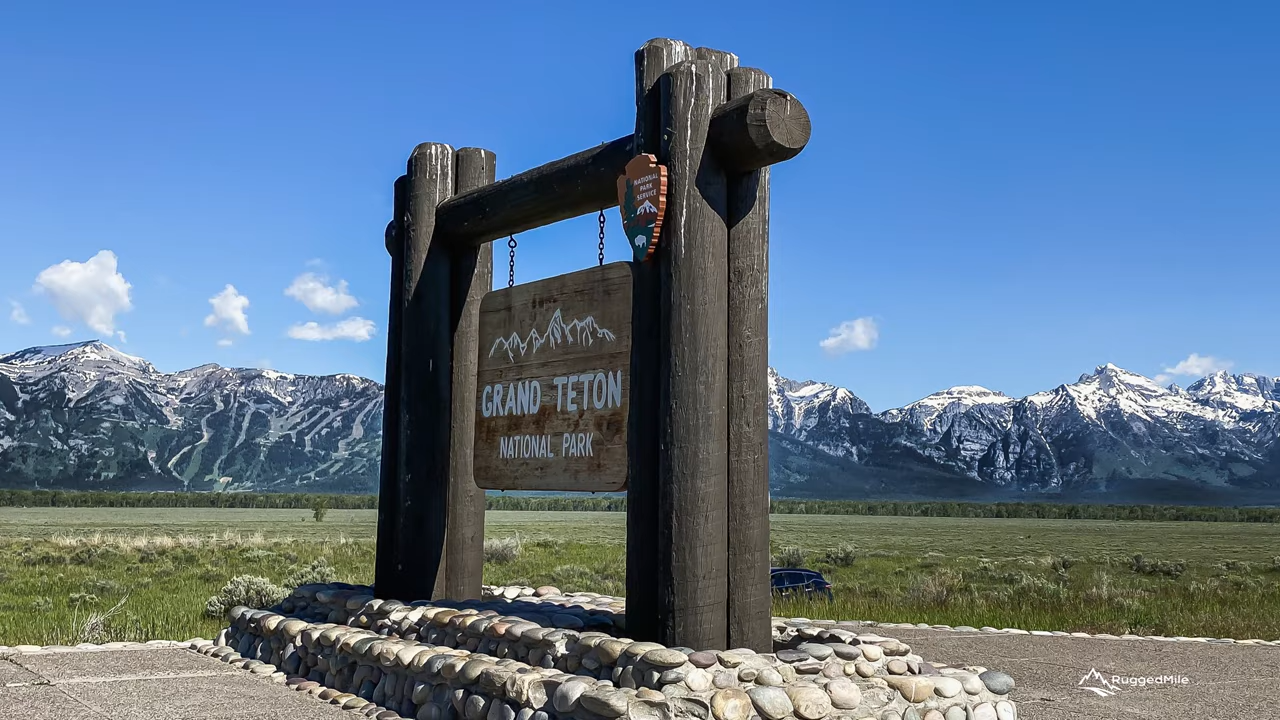 NATIONAL
PARK
SERVICE
GRAND TETON
NATIONAL PARK
RuggedMile